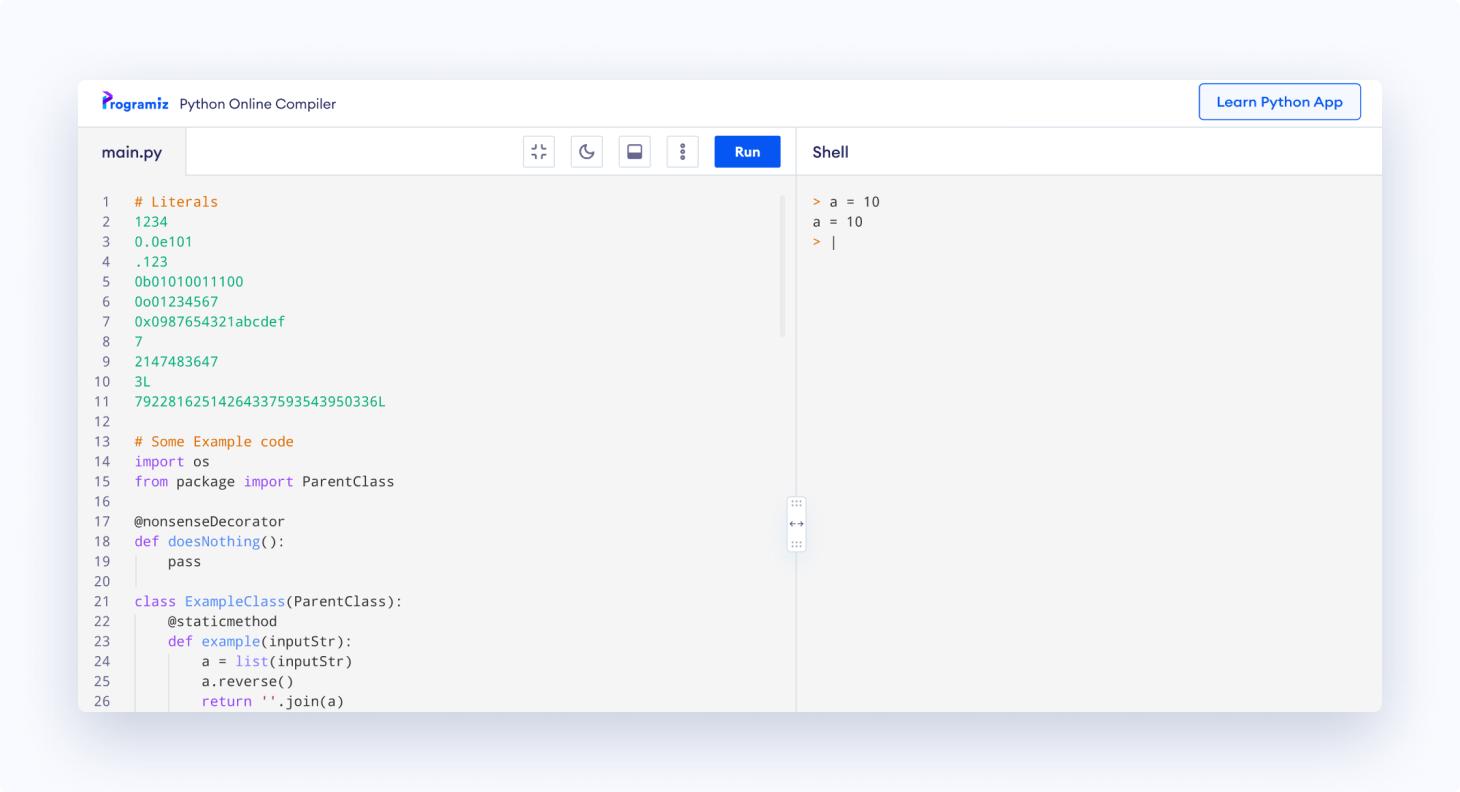 Programiz Python Online Compiler
Learn Python App
main.py
Run
Shell
1 # Literals
2 1234
3 0.0e101
4 .123
5 0b01010011100
6 0o01234567
7 0x0987654321abcdef
8 7
9 2147483647
10 3L
11 79228162514264337593543950336L
12
13 # Some Example code
14 import os
15 from package import ParentClass
16
17 @nonsenseDecorator
18 def doesNothing():
19     pass
20
21 class ExampleClass(ParentClass):
22     @staticmethod
23     def example(inputStr):
24         a = list(inputStr)
25         a.reverse()
26         return ''.join(a)
> a = 10
a = 10
> |